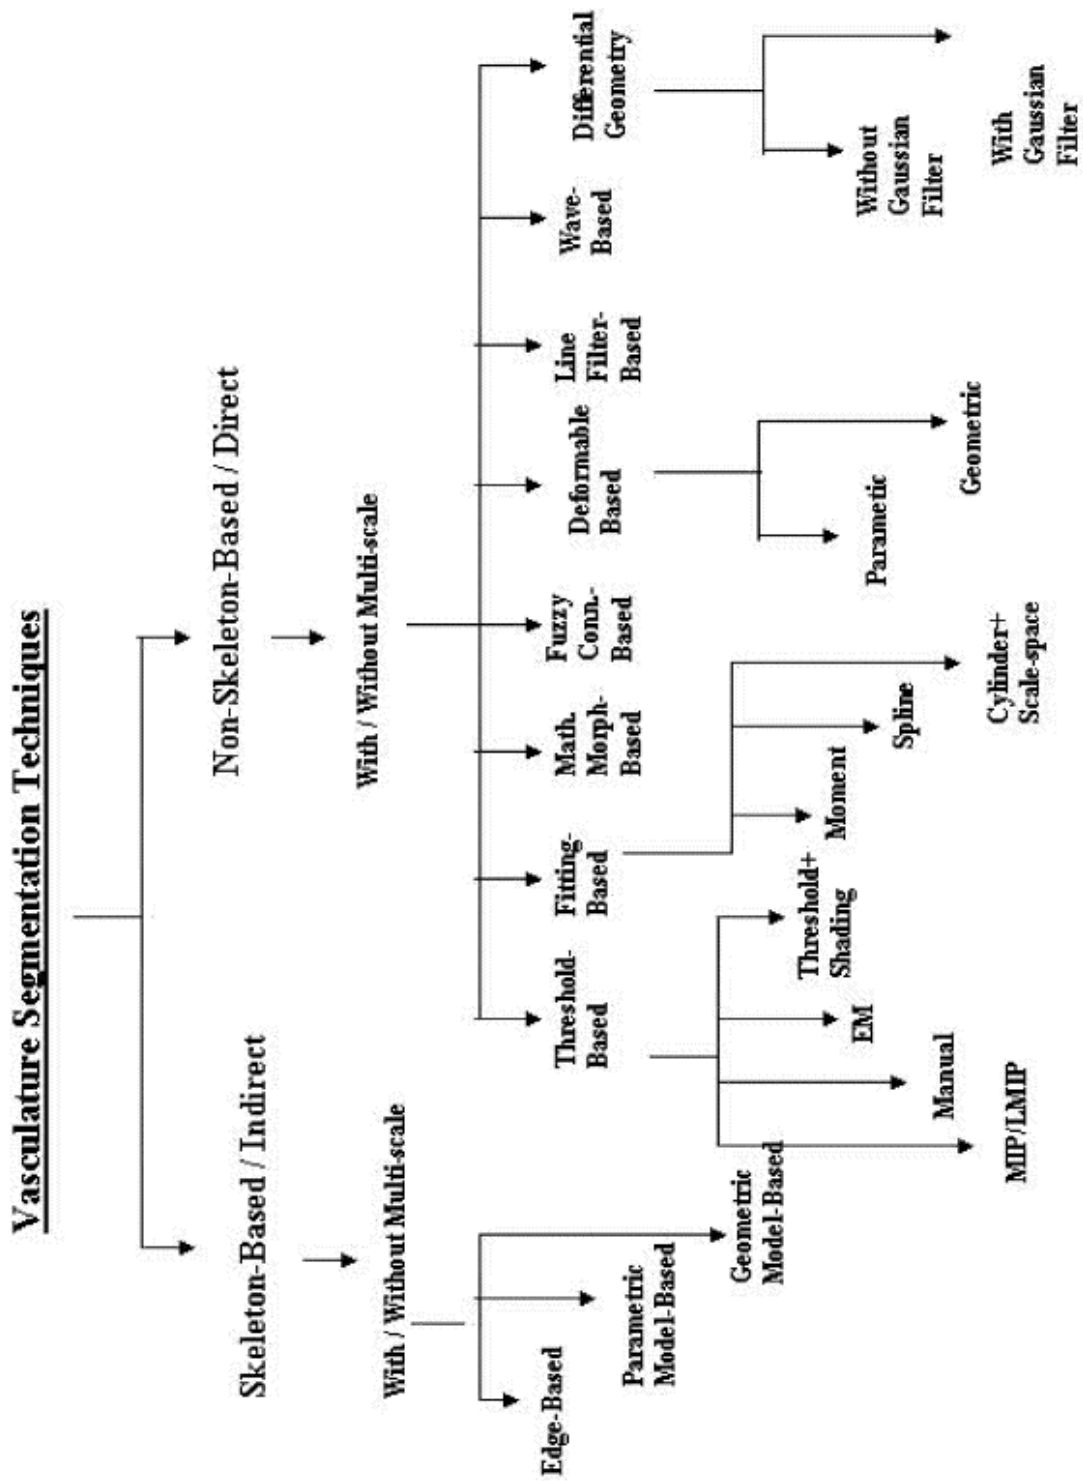 Vasculature Segmentation Techniques
Skeleton-Based / Indirect
Non-Skeleton-Based / Direct
With / Without Multi-scale
With / Without Multi-scale
Edge-Based
Parametric
Model-Based
Geometric
Model-Based
Threshold-
Based
Fitting-
Based
Math.
Morph-
Based
Fuzzy
Conn.-
Based
Deformable
Based
Line
Filter-
Based
Wave-
Based
Differential
Geometry
MIP/LMIP
Manual
EM
Threshold+
Shading
Moment
Spline
Cylinder+
Scale-space
Parametic
Geometric
Without
Gaussian
Filter
With
Gaussian
Filter